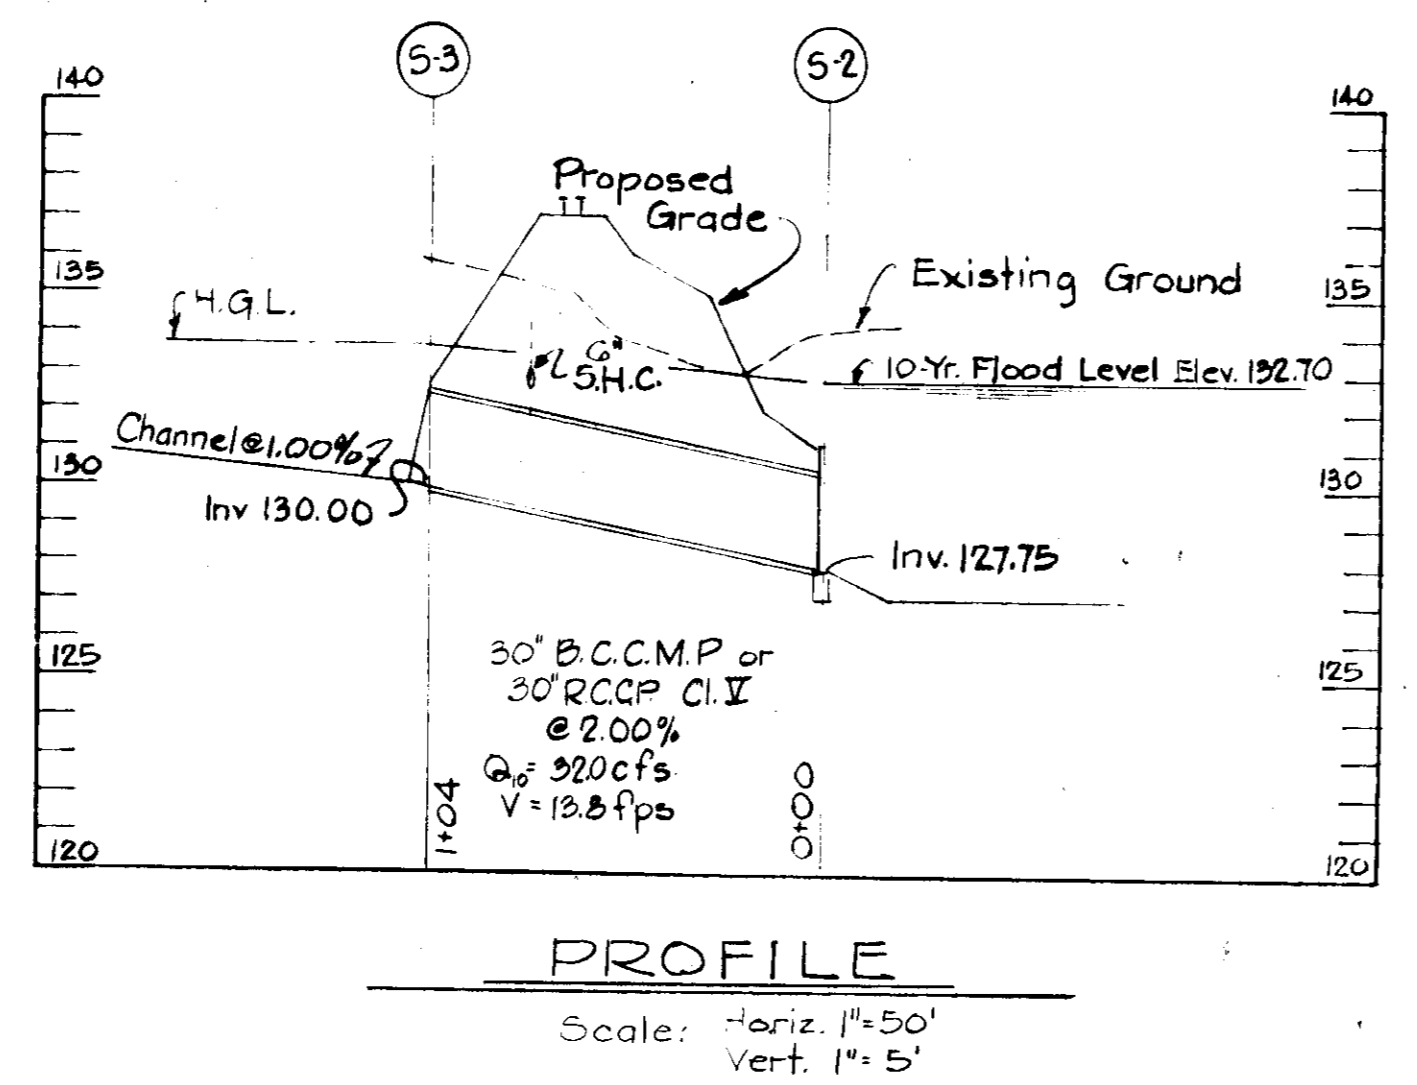 S-3
S-2
140
140
Proposed
Grade
135
H.G.L.
Existing Ground
135
6"
S.H.C.
10-Yr. Flood Level Elev. 132.70
Channel @ 1.00%
130
130
Inv 130.00
Inv. 127.75
125
125
30" B.C.C.M.P or
30" R.C.C.P. Cl. V
@ 2.00%
Q10 = 32.0 cfs
V = 13.8 fps
1+04
0+00
120
120
PROFILE
Scale: Horiz. 1"=50'
Vert. 1"= 5'